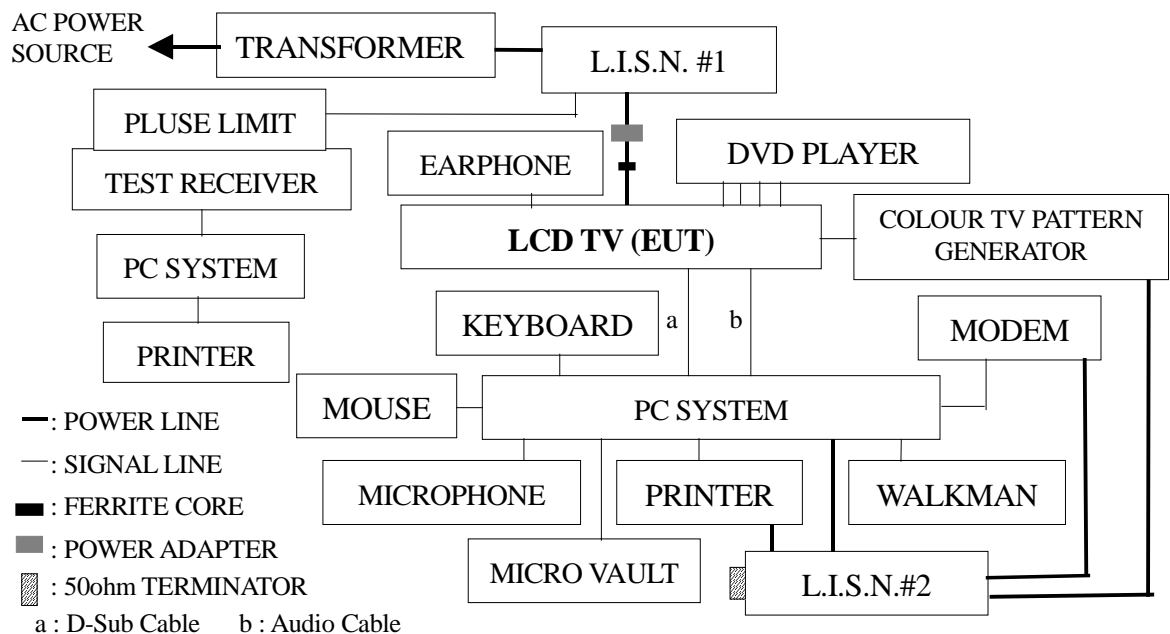 AC POWER
SOURCE
TRANSFORMER
L.I.S.N. #1
PLUSE LIMIT
TEST RECEIVER
EARPHONE
DVD PLAYER
LCD TV (EUT)
COLOUR TV PATTERN
GENERATOR
PC SYSTEM
PRINTER
KEYBOARD
a
b
MODEM
MOUSE
PC SYSTEM
MICROPHONE
PRINTER
WALKMAN
MICRO VAULT
L.I.S.N.#2
: POWER LINE
: SIGNAL LINE
: FERRITE CORE
: POWER ADAPTER
: 50ohm TERMINATOR
a : D-Sub Cable b : Audio Cable